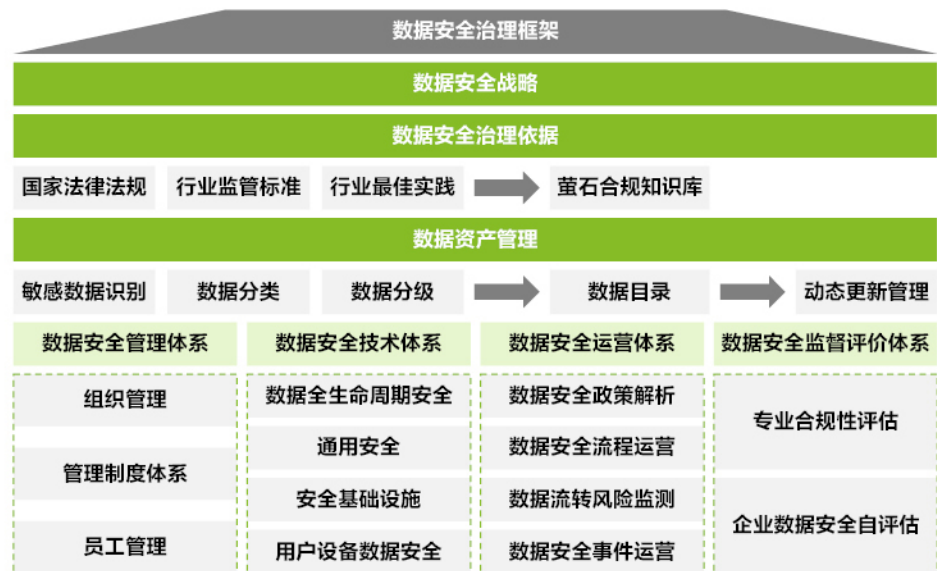 数据安全治理框架
数据安全战略
数据安全治理依据
国家法律法规 行业监管标准 行业最佳实践 萤石合规知识库
数据资产管理
敏感数据识别 数据分类 数据分级 数据目录 动态更新管理
数据安全管理体系
组织管理
管理制度体系
员工管理
数据安全技术体系
数据全生命周期安全
通用安全
安全基础设施
用户设备数据安全
数据安全运营体系
数据安全政策解析
数据安全流程运营
数据流转风险监测
数据安全事件运营
数据安全监督评价体系
专业合规性评估
企业数据安全自评估